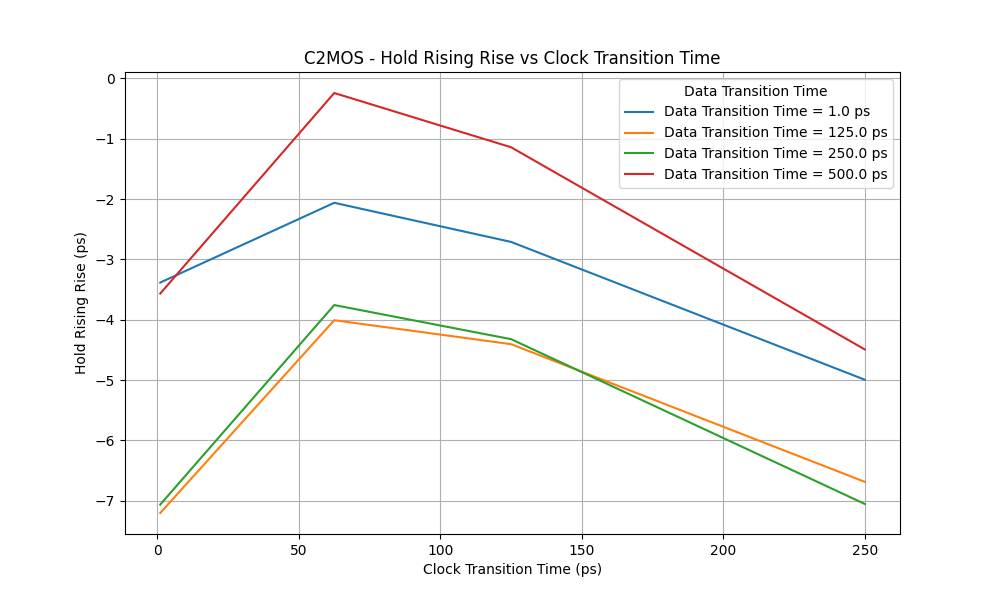 C2MOS - Hold Rising Rise vs Clock Transition Time
Data Transition Time
Data Transition Time = 1.0 ps
Data Transition Time = 125.0 ps
Data Transition Time = 250.0 ps
Data Transition Time = 500.0 ps
Hold Rising Rise (ps)
0
−1
−2
−3
−4
−5
−6
−7
0
50
100
150
200
250
Clock Transition Time (ps)